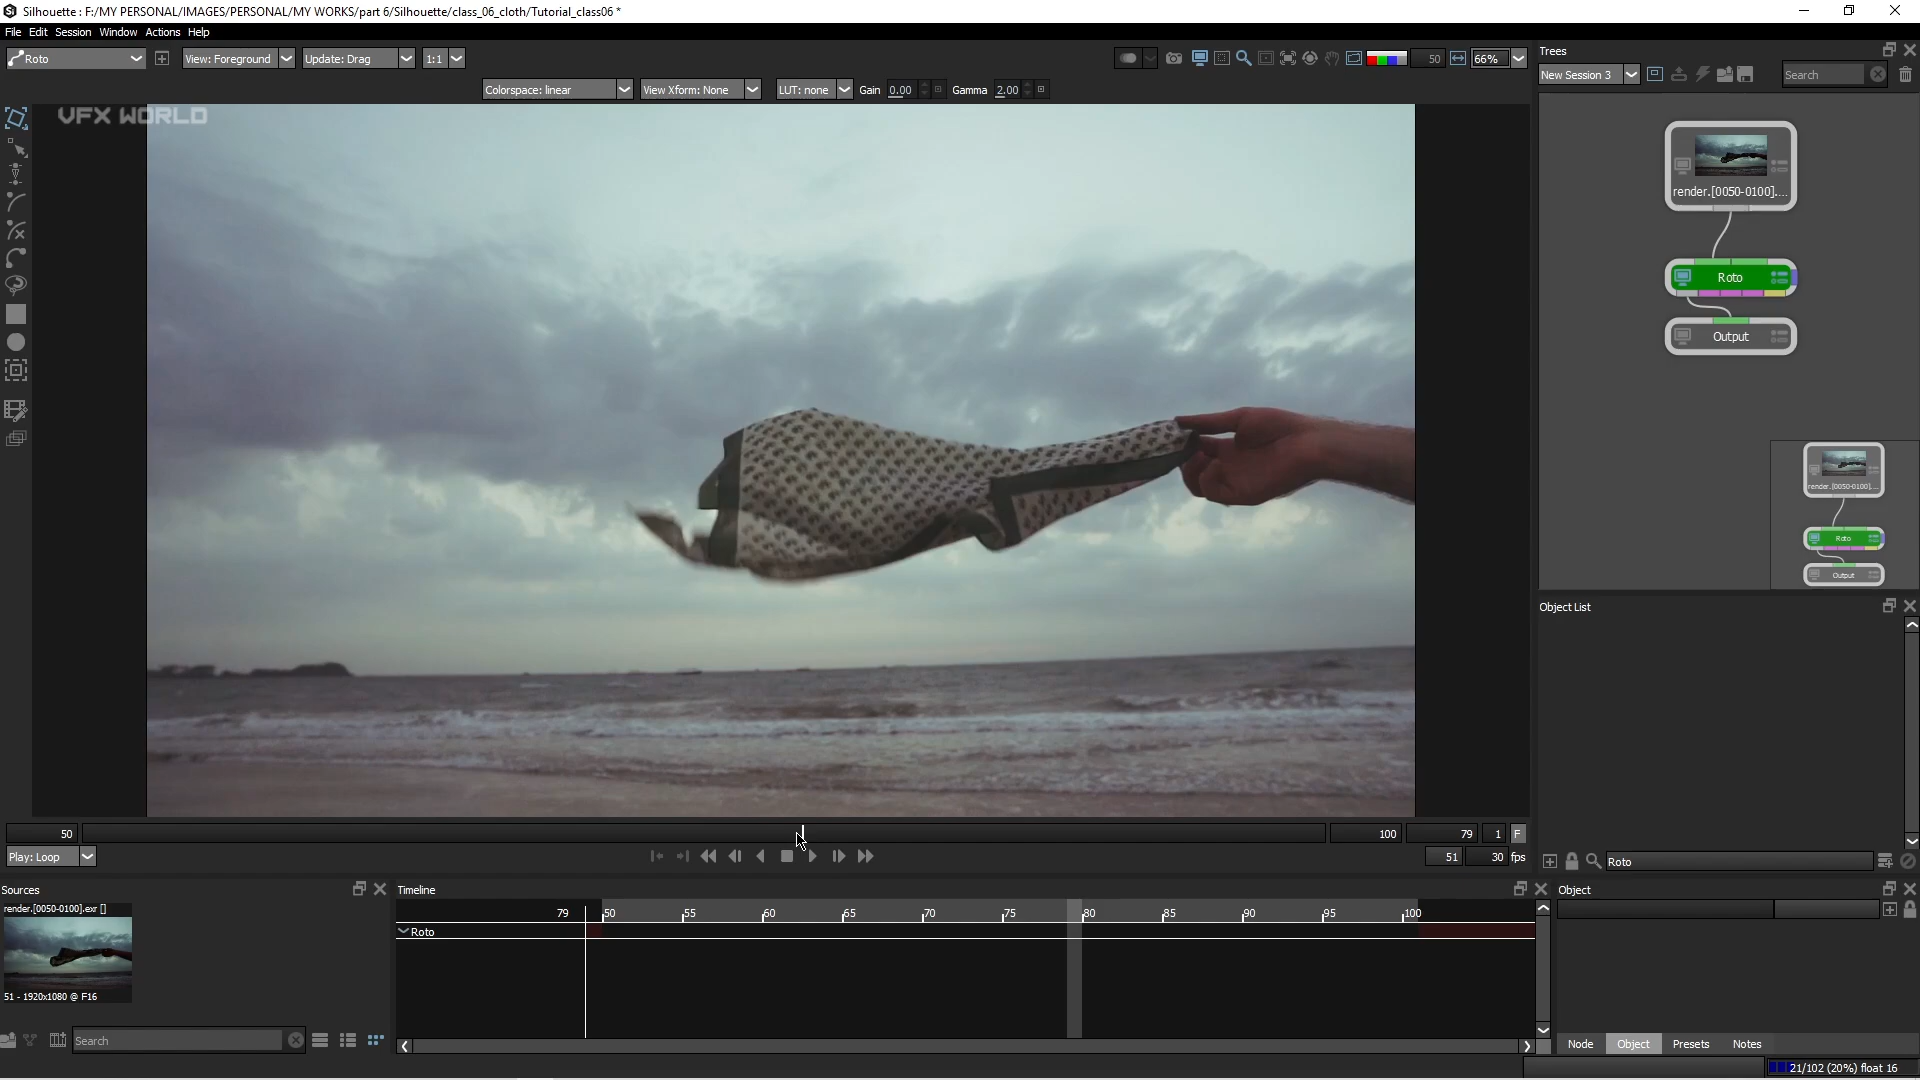 Silhouette : F:/MY PERSONAL/IMAGES/PERSONAL/MY WORKS/part 6/Silhouette/class_06_cloth/Tutorial_class06 *
File Edit Session Window Actions Help
Roto View: Foreground Update: Drag 1:1 50 66%
Colorspace: linear View Xform: None LUT: none Gain 0.00 Gamma 2.00
VFX WORLD
Trees
New Session 3 Search
render.[0050-0100]....
Roto
Output
render.[0050-0100]....
Roto
Output
Object List
50 100 79 1 F
Play: Loop 51 30 fps
Roto
Sources
render.[0050-0100].exr []
51 - 1920x1080 @ F16
Search
Timeline
79 50 55 60 65 70 75 80 85 90 95 100
Roto
Object
Node Object Presets Notes
21/102 (20%) float 16